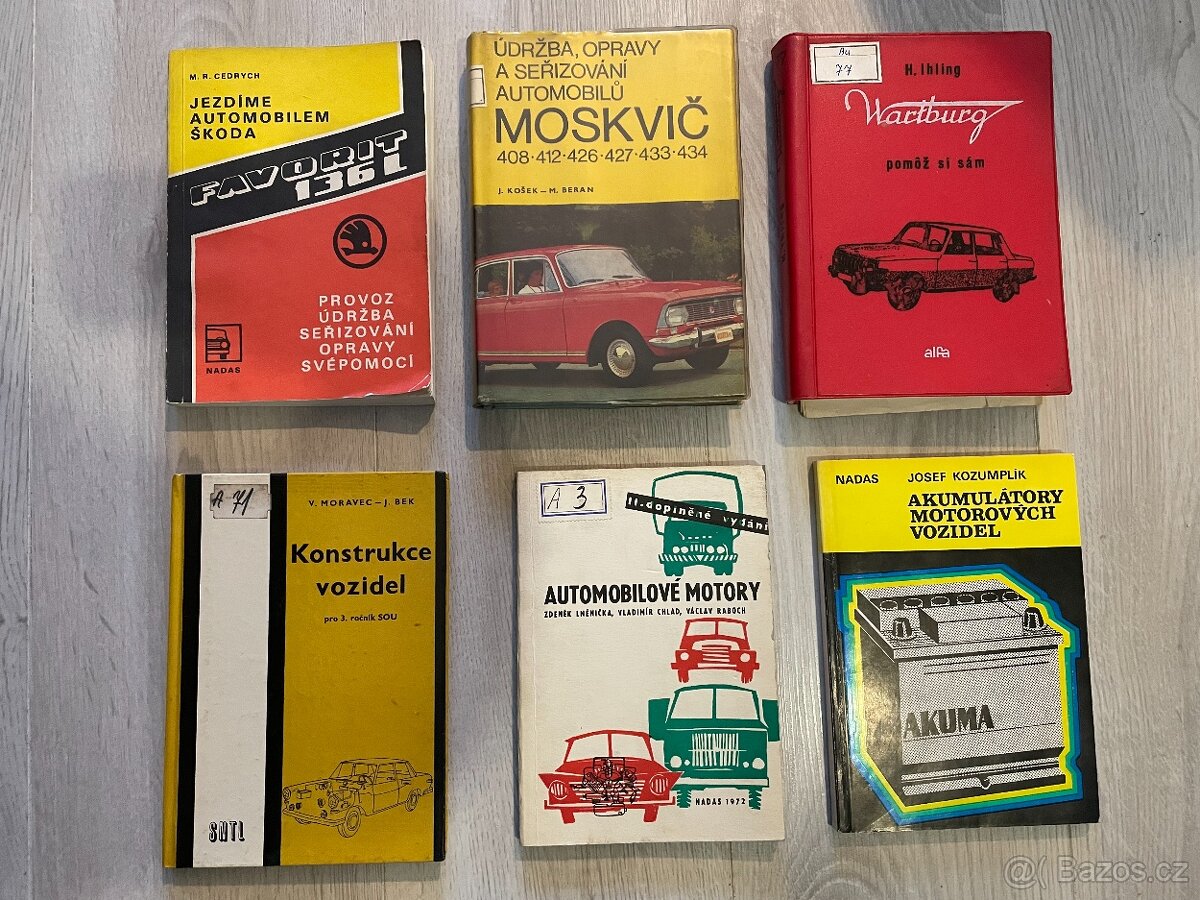 M. R. CEDRYCH
JEZDÍME
AUTOMOBILEM
ŠKODA
FAVORIT
136 L
PROVOZ
ÚDRŽBA
SEŘIZOVÁNÍ
OPRAVY
SVÉPOMOCÍ
NADAS
ÚDRŽBA, OPRAVY
A SEŘIZOVÁNÍ
AUTOMOBILŮ
MOSKVIČ
408·412·426·427·433·434
J. KOŠEK – M. BERAN
Au
77
H. Ihling
Wartburg
pomôž si sám
alfa
A 71
V. MORAVEC – J. BEK
Konstrukce
vozidel
pro 3. ročník SOU
SNTL
A 3
II. doplněné vydání
AUTOMOBILOVÉ MOTORY
ZDENĚK LNĚNIČKA, VLADIMÍR CHLAD, VÁCLAV RABOCH
NADAS 1972
NADAS JOSEF KOZUMPLÍK
AKUMULÁTORY
MOTOROVÝCH
VOZIDEL
AKUMA
Bazos.cz